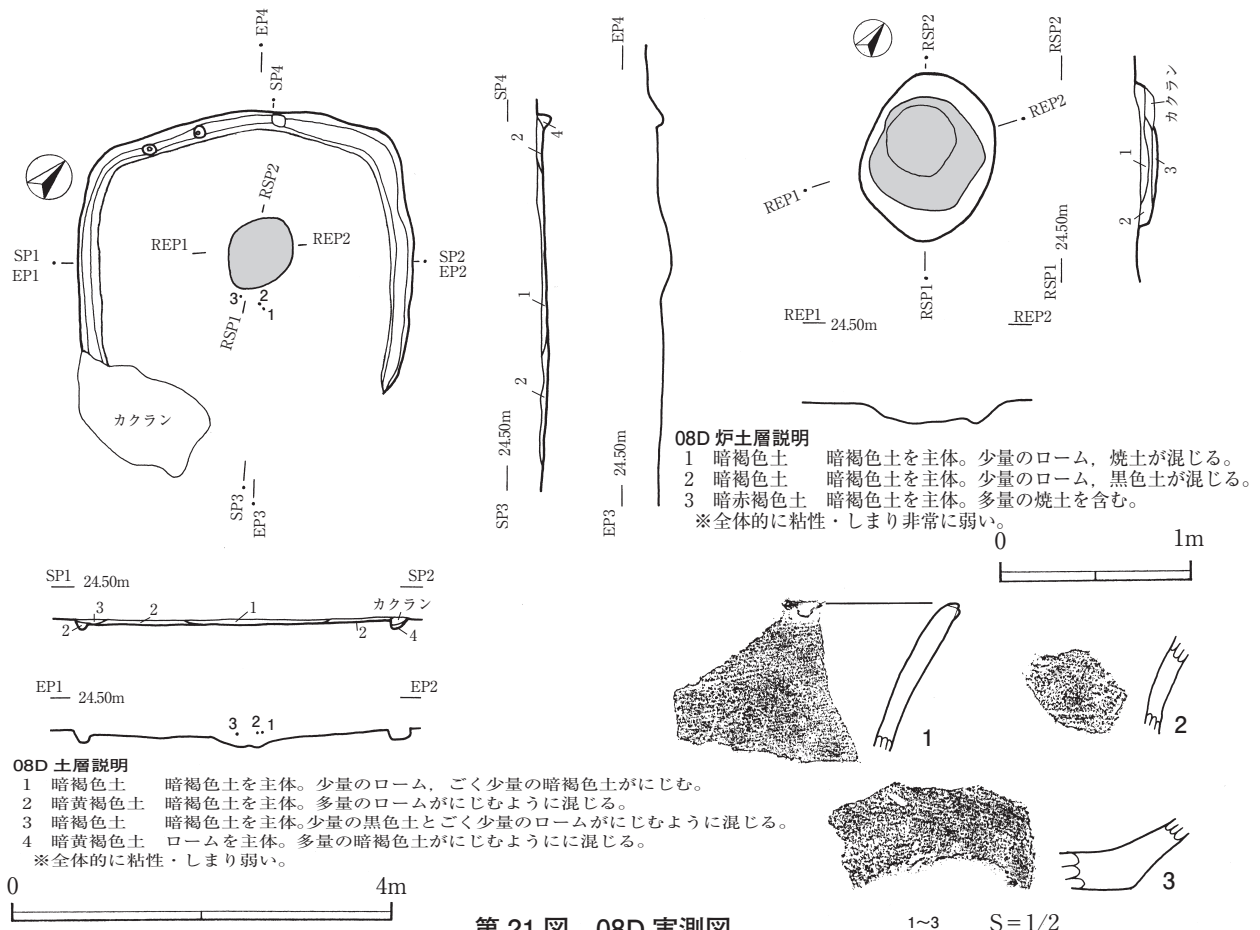 EP4
SP4
RSP2
REP1
REP2
SP1
EP1
SP2
EP2
3
2
1
RSP1
カクラン
SP3
EP3
SP4
4
2
1
2
24.50m
SP3
EP4
24.50m
EP3
RSP2
REP2
REP1
RSP1
RSP2
カクラン
1
3
2
24.50m
RSP1
REP1
24.50m
REP2
08D 炉土層説明
1 暗褐色土 暗褐色土を主体。少量のローム，焼土が混じる。
2 暗褐色土 暗褐色土を主体。少量のローム，黒色土が混じる。
3 暗赤褐色土 暗褐色土を主体。多量の焼土を含む。
※全体的に粘性・しまり非常に弱い。
0 1m
SP1 24.50m SP2
カクラン
2 3 2 1 2 4
EP1 24.50m EP2
3 2 1
08D 土層説明
1 暗褐色土 暗褐色土を主体。少量のローム，ごく少量の暗褐色土がにじむ。
2 暗黄褐色土 暗褐色土を主体。多量のロームがにじむように混じる。
3 暗褐色土 暗褐色土を主体。少量の黒色土とごく少量のロームがにじむように混じる。
4 暗黄褐色土 ロームを主体。多量の暗褐色土がにじむようにに混じる。
※全体的に粘性・しまり弱い。
0 4m
1
2
3
第 21 図 08D 実測図
1~3 S=1/2